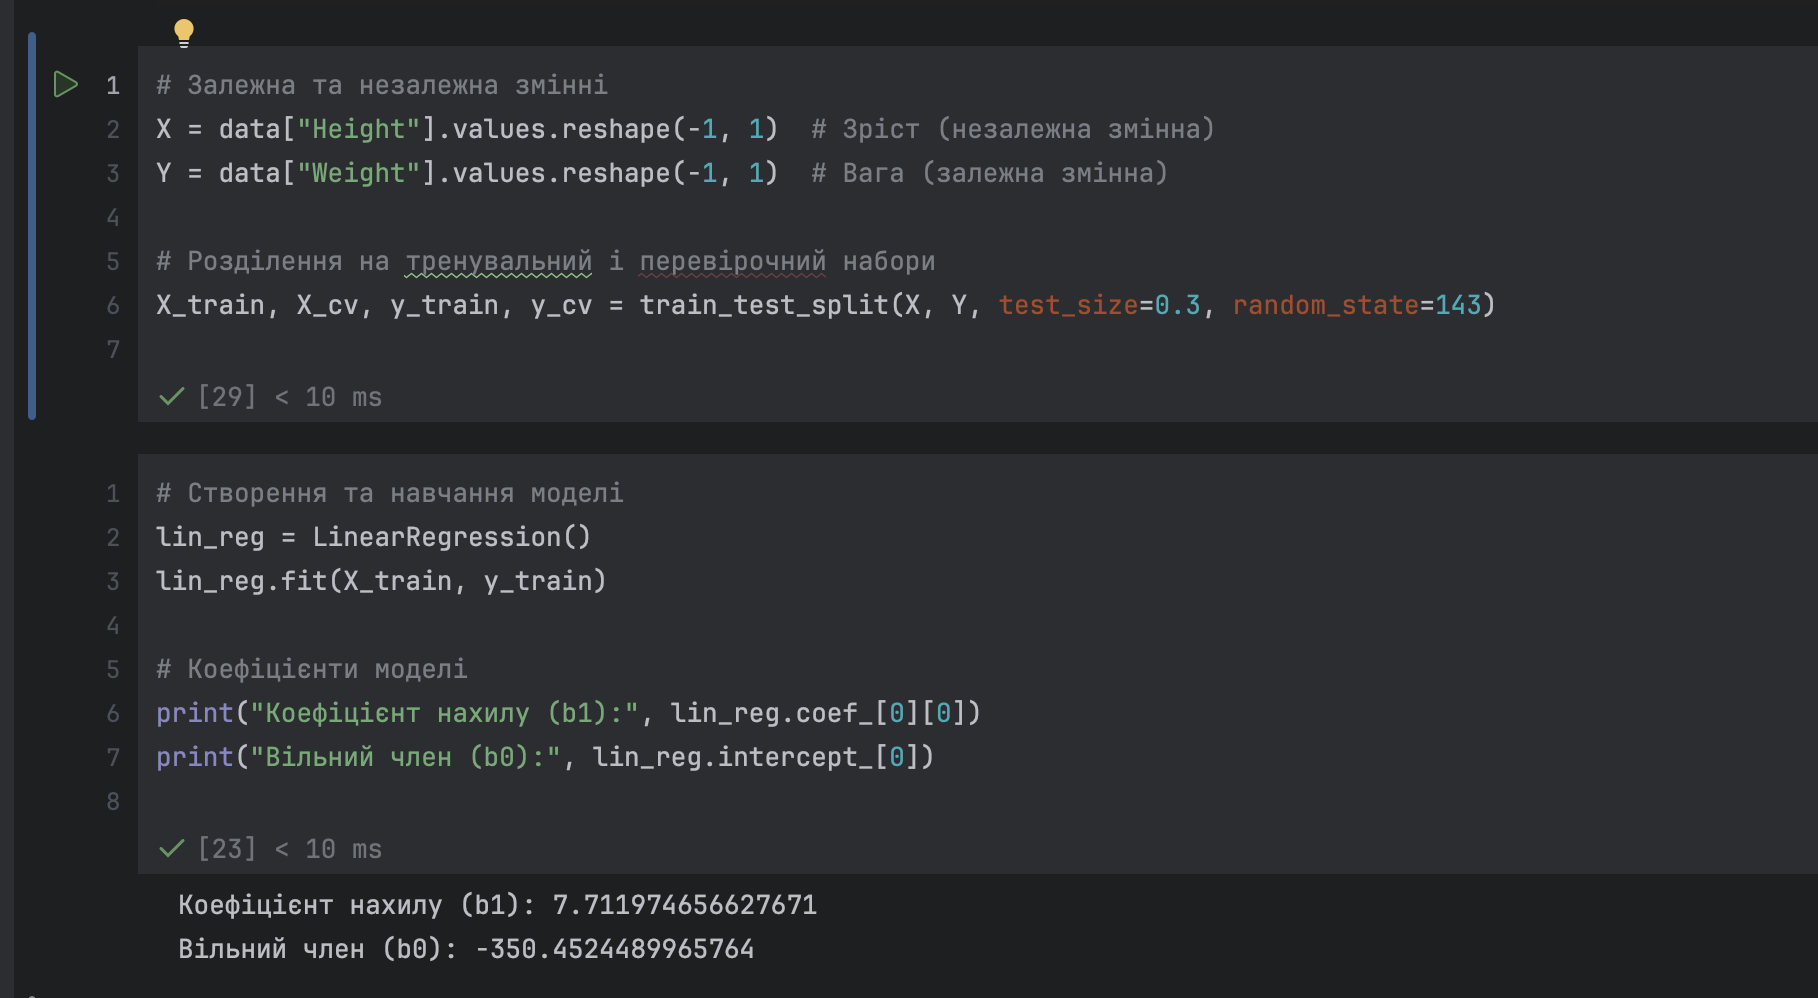 1 # Залежна та незалежна змінні
2 X = data["Height"].values.reshape(-1, 1)  # Зріст (незалежна змінна)
3 Y = data["Weight"].values.reshape(-1, 1)  # Вага (залежна змінна)
4
5 # Розділення на тренувальний і перевірочний набори
6 X_train, X_cv, y_train, y_cv = train_test_split(X, Y, test_size=0.3, random_state=143)
7
[29] < 10 ms
1 # Створення та навчання моделі
2 lin_reg = LinearRegression()
3 lin_reg.fit(X_train, y_train)
4
5 # Коефіцієнти моделі
6 print("Коефіцієнт нахилу (b1):", lin_reg.coef_[0][0])
7 print("Вільний член (b0):", lin_reg.intercept_[0])
8
[23] < 10 ms
Коефіцієнт нахилу (b1): 7.711974656627671
Вільний член (b0): -350.4524489965764